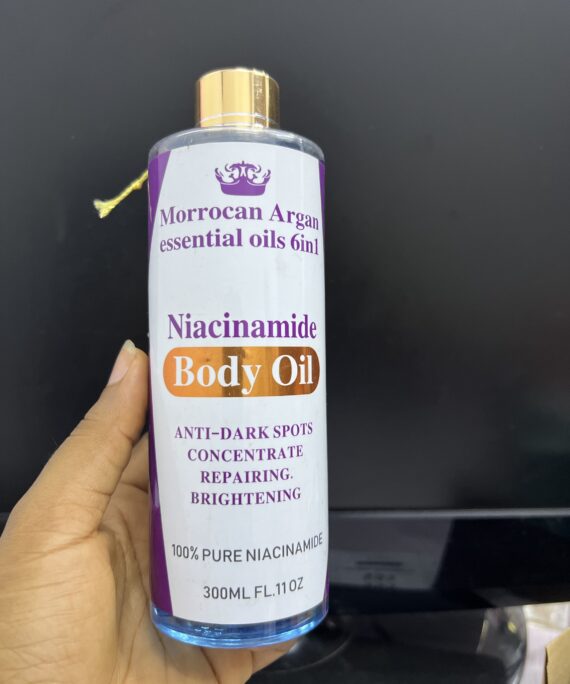 Morrocan Argan
essential oils 6in1
Niacinamide
Body Oil
ANTI-DARK SPOTS
CONCENTRATE
REPAIRING.
BRIGHTENING
100% PURE NIACINAMIDE
300ML FL.11 OZ